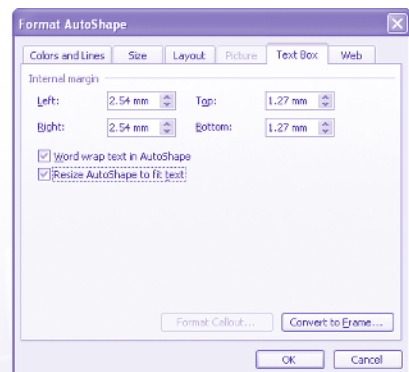 Format AutoShape
Colors and Lines Size Layout Picture Text Box Web
Internal margin
Left: 2.54 mm Top: 1.27 mm
Right: 2.54 mm Bottom: 1.27 mm
Word wrap text in AutoShape
Resize AutoShape to fit text
Format Callout... Convert to Frame...
OK Cancel